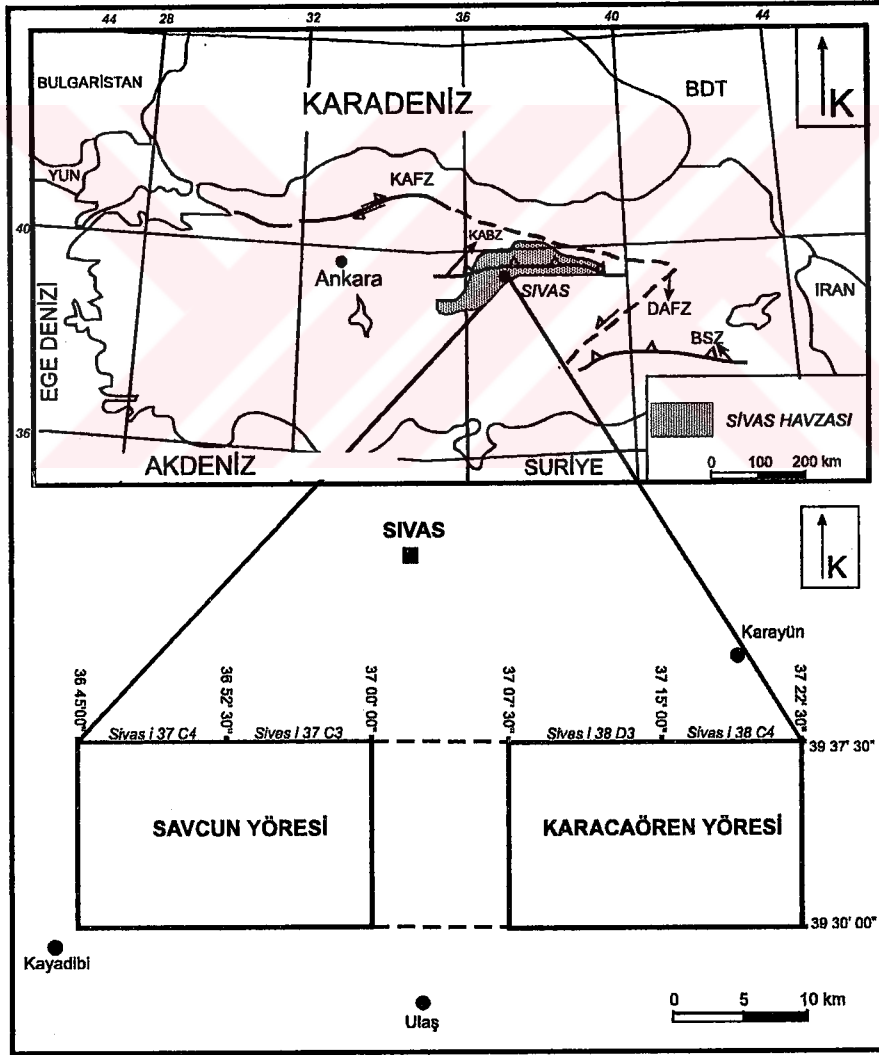 44 28 32 36 40 44
BULGARİSTAN
KARADENİZ
BDT
K
YUN
KAFZ
40
KABZ
Ankara
SIVAS
DAFZ
IRAN
EGE DENİZİ
BSZ
36
SİVAS HAVZASI
AKDENİZ
SURİYE
0 100 200 km
SIVAS
K
Karayün
36 45'00"
36 52' 30"
37 00' 00"
37 07' 30"
37 15' 00"
37 22' 30"
Sivas İ 37 C4
Sivas İ 37 C3
Sivas İ 38 D3
Sivas İ 38 C4
39 37' 30"
SAVCUN YÖRESİ
KARACAÖREN YÖRESİ
39 30' 00"
Kayadibi
Ulaş
0 5 10 km